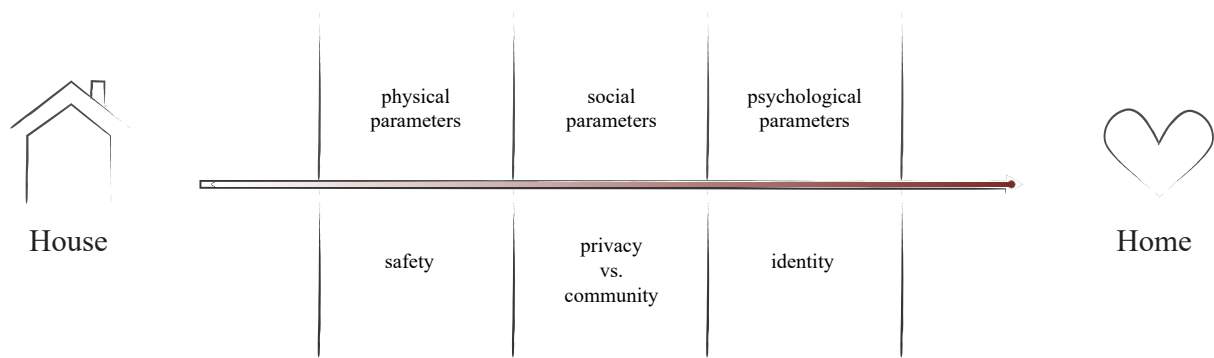 physical
parameters
social
parameters
psychological
parameters
House
Home
safety
privacy
vs.
community
identity